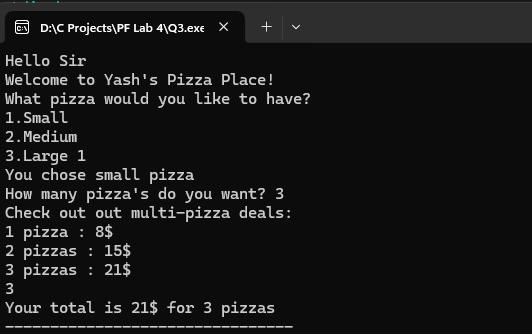 D:\C Projects\PF Lab 4\Q3.exe
Hello Sir
Welcome to Yash's Pizza Place!
What pizza would you like to have?
1.Small
2.Medium
3.Large 1
You chose small pizza
How many pizza's do you want? 3
Check out out multi-pizza deals:
1 pizza : 8$
2 pizzas : 15$
3 pizzas : 21$
3
Your total is 21$ for 3 pizzas
--------------------------------